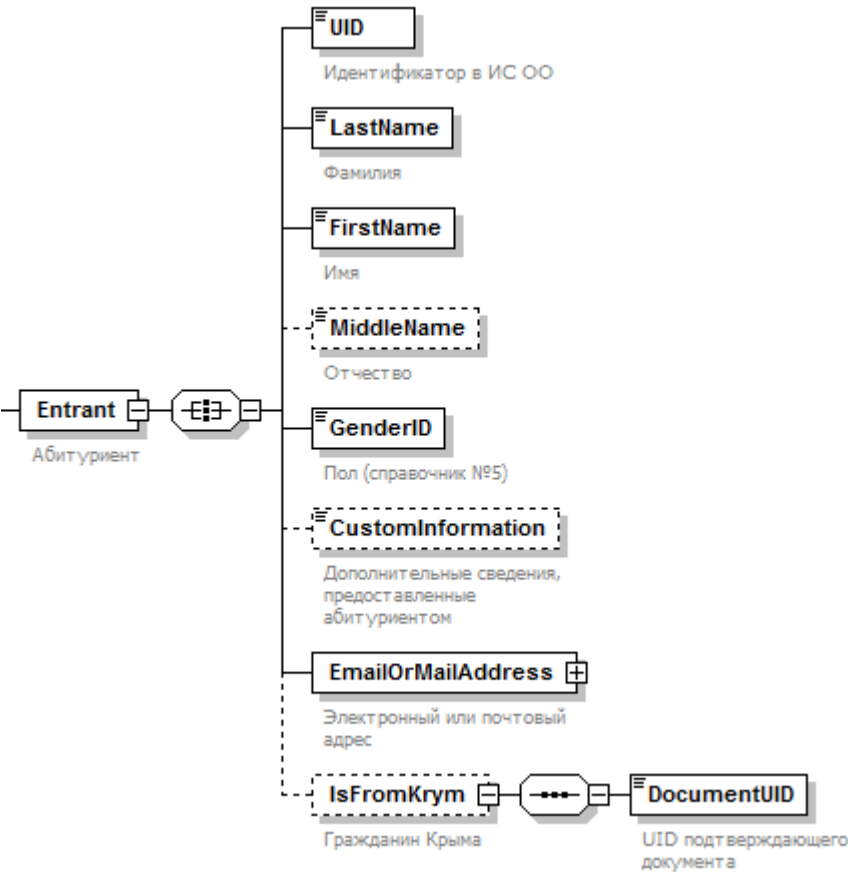 UID
Идентификатор в ИС ОО
LastName
Фамилия
FirstName
Имя
MiddleName
Отчество
Entrant
Абитуриент
GenderID
Пол (справочник №5)
CustomInformation
Дополнительные сведения,
предоставленные
абитуриентом
EmailOrMailAddress
Электронный или почтовый
адрес
IsFromKrym
Гражданин Крыма
DocumentUID
UID подтверждающего
документа